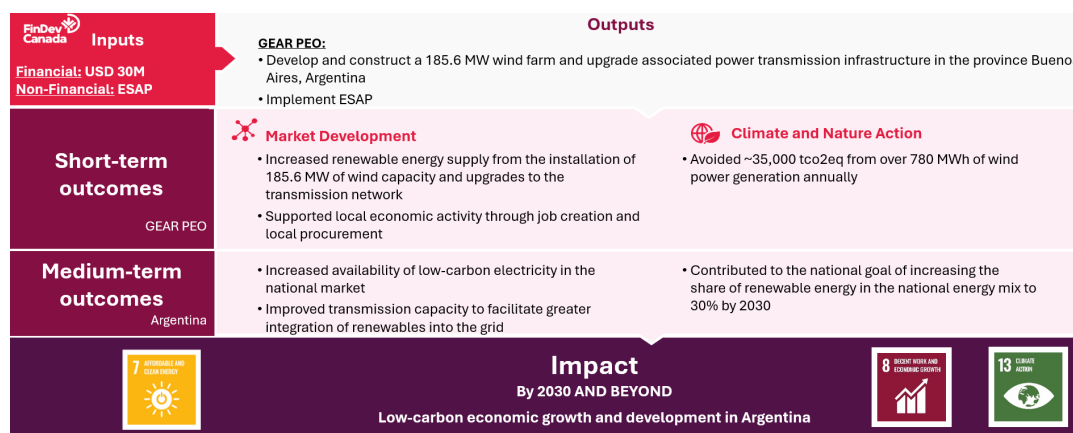 FinDev
Canada
Inputs
Financial: USD 30M
Non-Financial: ESAP
Outputs
GEAR PEO:
• Develop and construct a 185.6 MW wind farm and upgrade associated power transmission infrastructure in the province Buenos
Aires, Argentina
• Implement ESAP
Short-term
outcomes
GEAR PEO
Market Development
• Increased renewable energy supply from the installation of
185.6 MW of wind capacity and upgrades to the
transmission network
• Supported local economic activity through job creation and
local procurement
Climate and Nature Action
• Avoided ~35,000 tco2eq from over 780 MWh of wind
power generation annually
Medium-term
outcomes
Argentina
• Increased availability of low-carbon electricity in the
national market
• Improved transmission capacity to facilitate greater
integration of renewables into the grid
• Contributed to the national goal of increasing the
share of renewable energy in the national energy mix to
30% by 2030
7 AFFORDABLE AND
CLEAN ENERGY
Impact
By 2030 AND BEYOND
Low-carbon economic growth and development in Argentina
8 DECENT WORK AND
ECONOMIC GROWTH
13 CLIMATE
ACTION